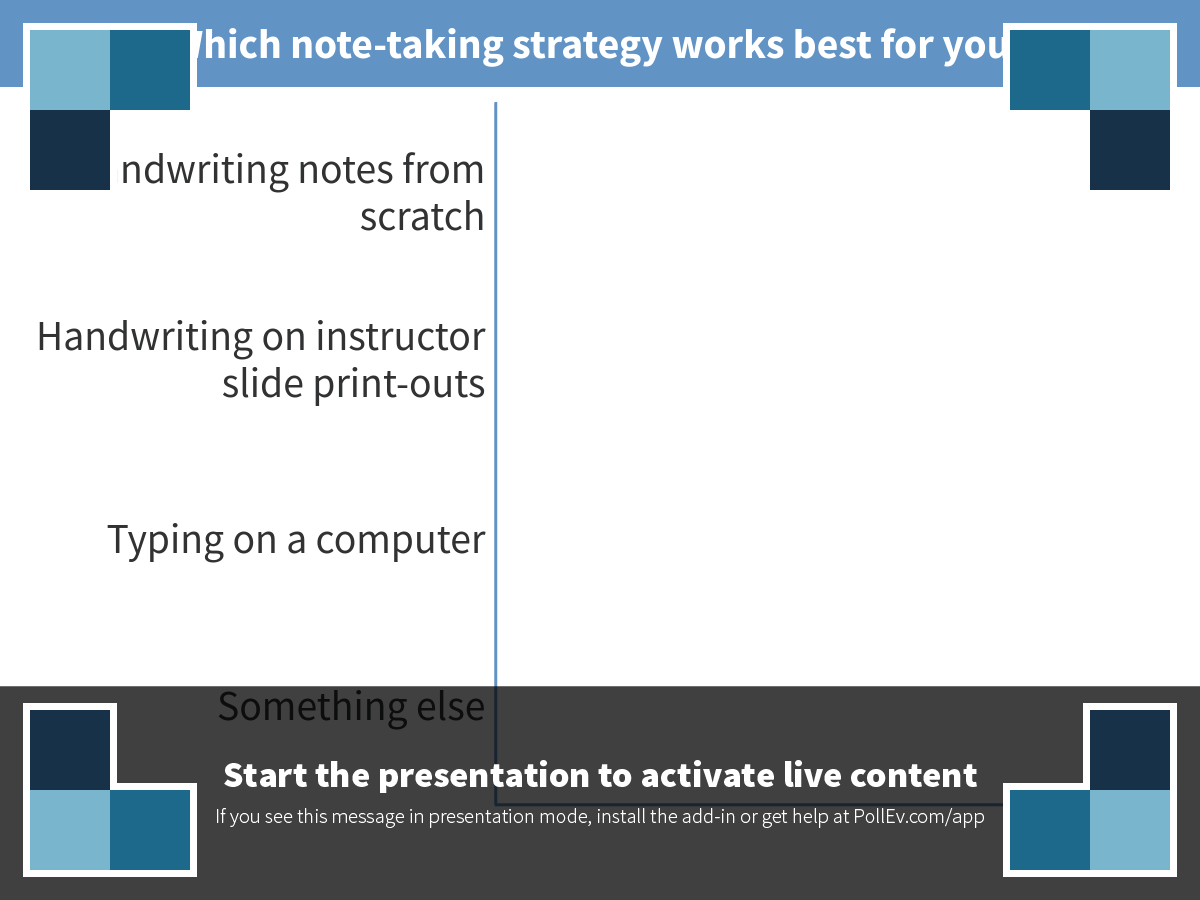 hich note-taking strategy works best for you
ndwriting notes from
scratch
Handwriting on instructor
slide print-outs
Typing on a computer
Something else
Start the presentation to activate live content
If you see this message in presentation mode, install the add-in or get help at PollEv.com/app